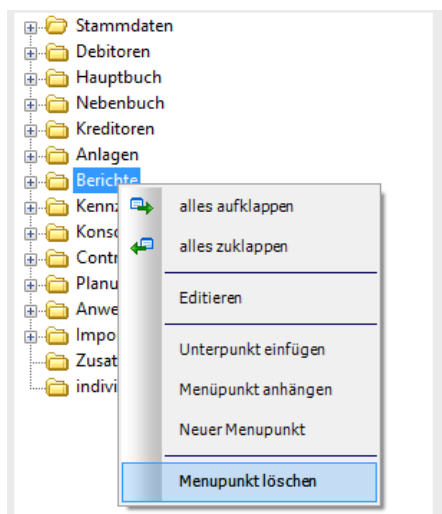 Stammdaten
Debitoren
Hauptbuch
Nebenbuch
Kreditoren
Anlagen
Berichte
alles aufklappen
alles zuklappen
Editieren
Unterpunkt einfügen
Menüpunkt anhängen
Neuer Menupunkt
Menupunkt löschen